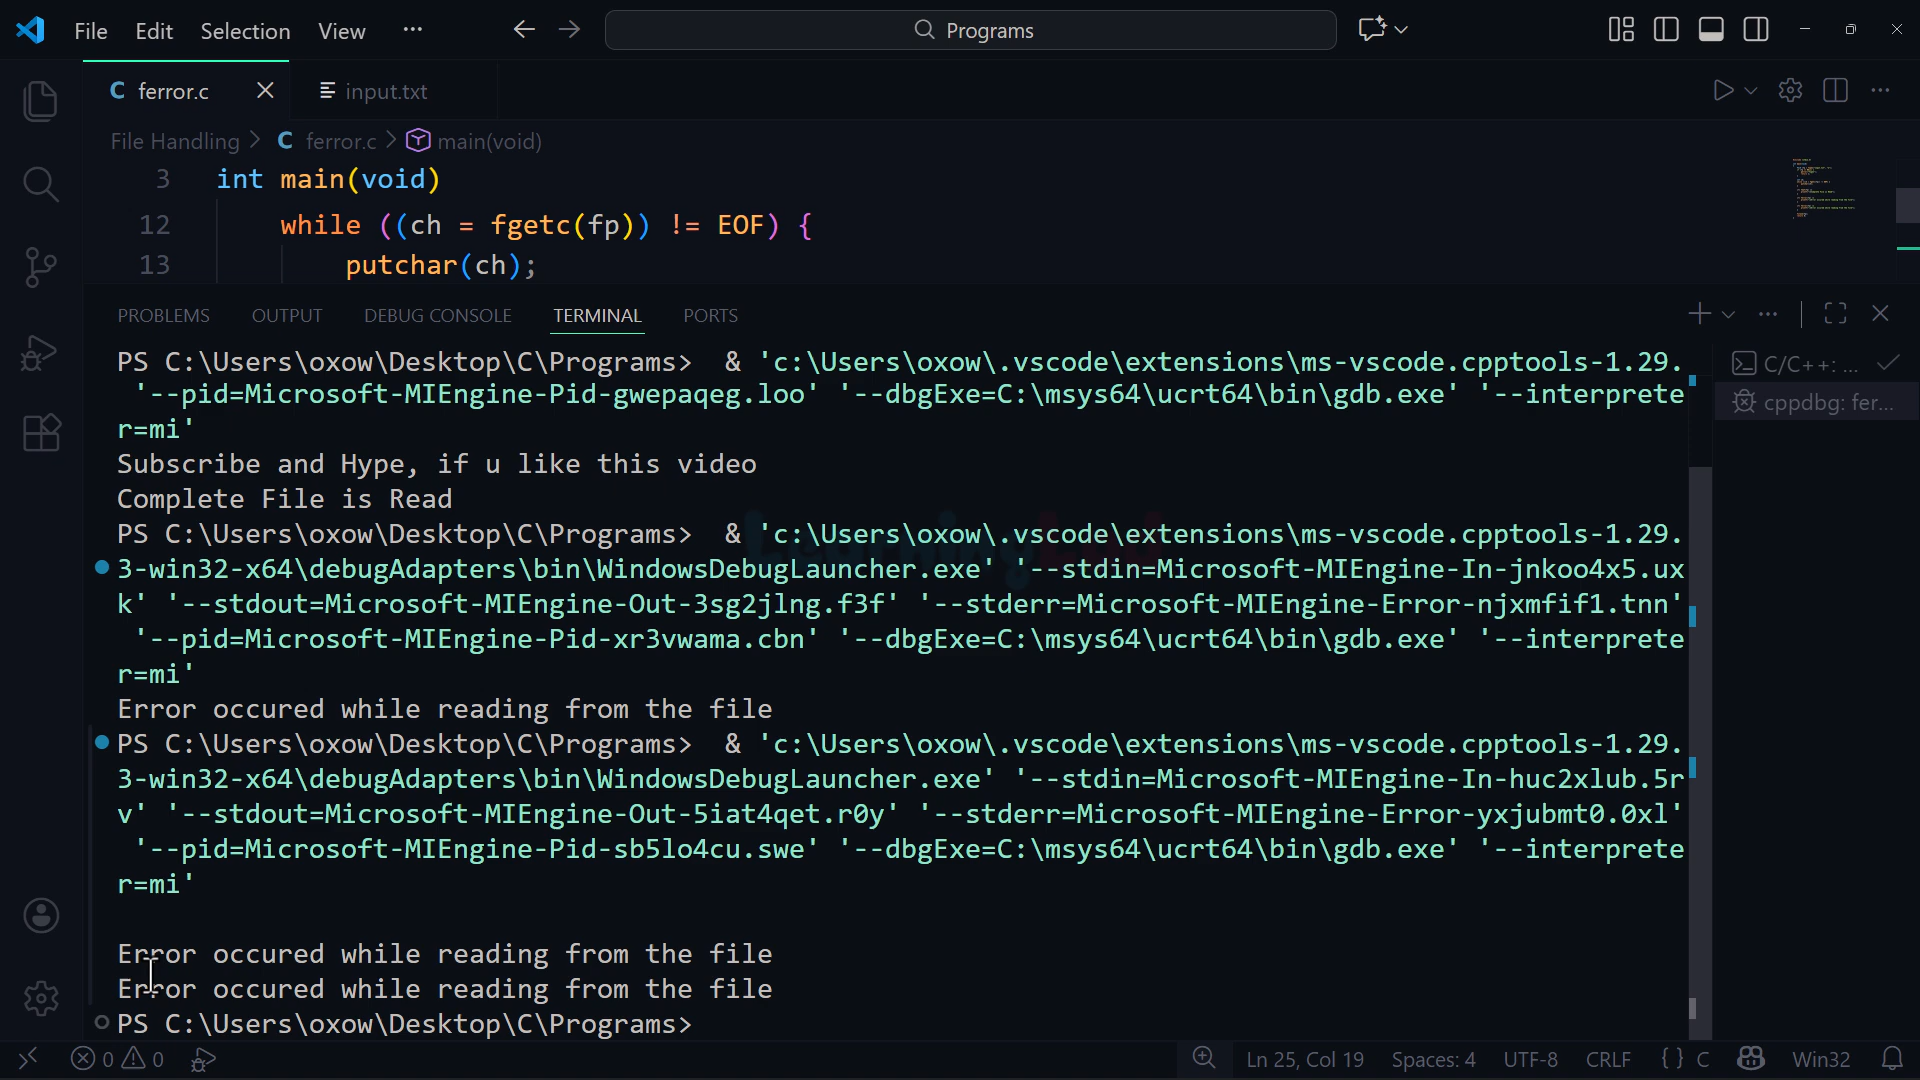 File Edit Selection View ··· Programs
ferror.c input.txt
File Handling > C ferror.c > main(void)
3 int main(void)
12 while ((ch = fgetc(fp)) != EOF) {
13 putchar(ch);
PROBLEMS OUTPUT DEBUG CONSOLE TERMINAL PORTS
PS C:\Users\oxow\Desktop\C\Programs> & 'c:\Users\oxow\.vscode\extensions\ms-vscode.cpptools-1.29.
'--pid=Microsoft-MIEngine-Pid-gwepaqeg.loo' '--dbgExe=C:\msys64\ucrt64\bin\gdb.exe' '--interprete
r=mi'
Subscribe and Hype, if u like this video
Complete File is Read
PS C:\Users\oxow\Desktop\C\Programs> & 'c:\Users\oxow\.vscode\extensions\ms-vscode.cpptools-1.29.
3-win32-x64\debugAdapters\bin\WindowsDebugLauncher.exe' '--stdin=Microsoft-MIEngine-In-jnkoo4x5.ux
k' '--stdout=Microsoft-MIEngine-Out-3sg2jlng.f3f' '--stderr=Microsoft-MIEngine-Error-njxmfif1.tnn'
'--pid=Microsoft-MIEngine-Pid-xr3vwama.cbn' '--dbgExe=C:\msys64\ucrt64\bin\gdb.exe' '--interprete
r=mi'
Error occured while reading from the file
PS C:\Users\oxow\Desktop\C\Programs> & 'c:\Users\oxow\.vscode\extensions\ms-vscode.cpptools-1.29.
3-win32-x64\debugAdapters\bin\WindowsDebugLauncher.exe' '--stdin=Microsoft-MIEngine-In-huc2xlub.5r
v' '--stdout=Microsoft-MIEngine-Out-5iat4qet.r0y' '--stderr=Microsoft-MIEngine-Error-yxjubmt0.0xl'
'--pid=Microsoft-MIEngine-Pid-sb5lo4cu.swe' '--dbgExe=C:\msys64\ucrt64\bin\gdb.exe' '--interprete
r=mi'
Error occured while reading from the file
Error occured while reading from the file
PS C:\Users\oxow\Desktop\C\Programs>
C/C++: ...
cppdbg: fer...
0 0 Ln 25, Col 19 Spaces: 4 UTF-8 CRLF {} C Win32